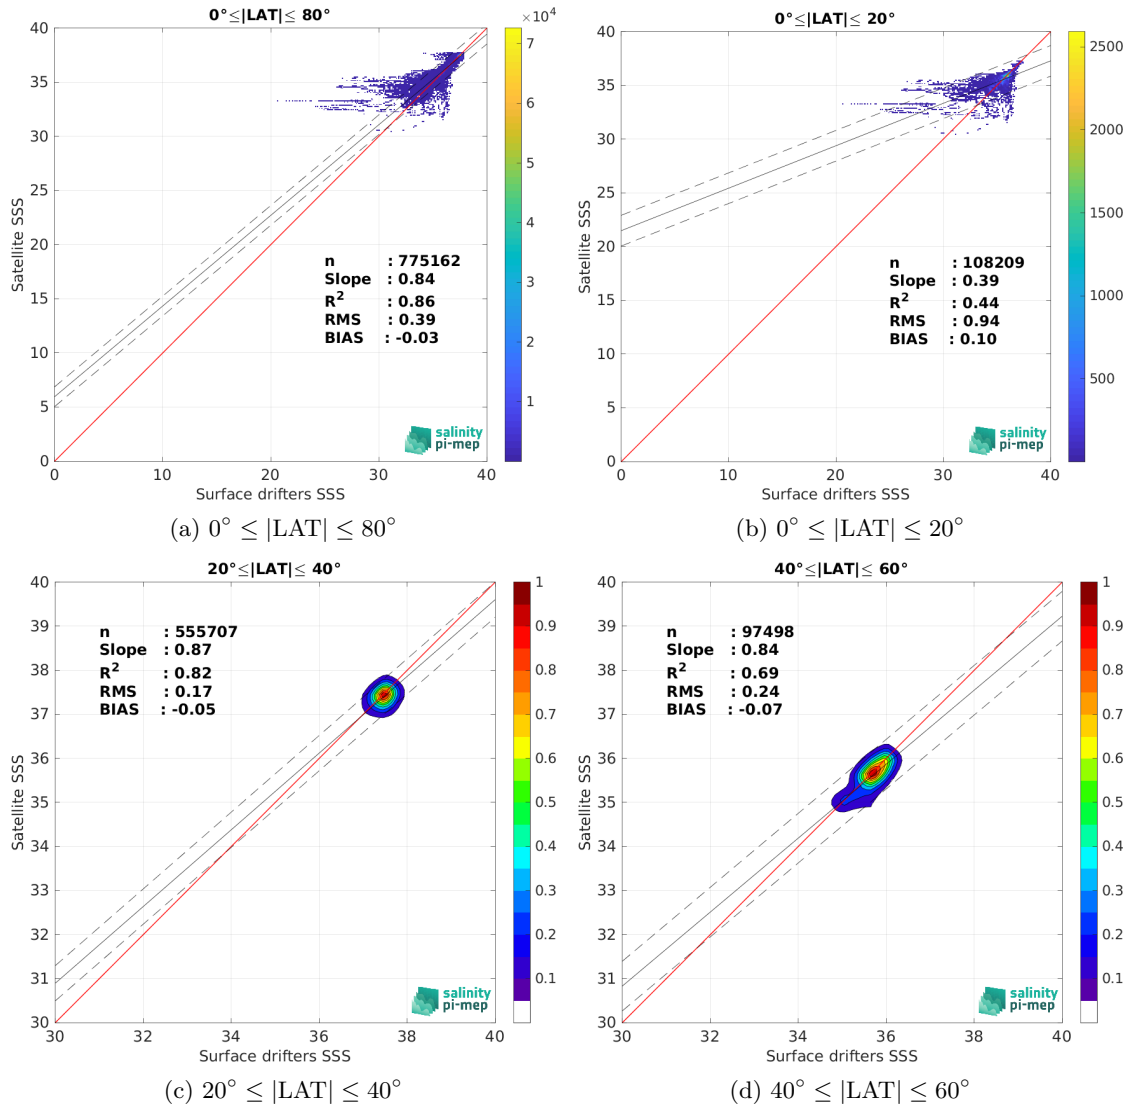 0°≤|LAT|≤ 80°
×10⁴
40
35
30
25
20
15
10
5
0
Satellite SSS
n : 775162
Slope : 0.84
R² : 0.86
RMS : 0.39
BIAS : -0.03
salinity
pi-mep
0 10 20 30 40
Surface drifters SSS
7
6
5
4
3
2
1
(a) 0° ≤ |LAT| ≤ 80°
0°≤|LAT|≤ 20°
40
35
30
25
20
15
10
5
0
Satellite SSS
n : 108209
Slope : 0.39
R² : 0.44
RMS : 0.94
BIAS : 0.10
salinity
pi-mep
0 10 20 30 40
Surface drifters SSS
2500
2000
1500
1000
500
(b) 0° ≤ |LAT| ≤ 20°
20°≤|LAT|≤ 40°
40
39
38
37
36
35
34
33
32
31
30
Satellite SSS
n : 555707
Slope : 0.87
R² : 0.82
RMS : 0.17
BIAS : -0.05
salinity
pi-mep
30 32 34 36 38 40
Surface drifters SSS
1
0.9
0.8
0.7
0.6
0.5
0.4
0.3
0.2
0.1
(c) 20° ≤ |LAT| ≤ 40°
40°≤|LAT|≤ 60°
40
39
38
37
36
35
34
33
32
31
30
Satellite SSS
n : 97498
Slope : 0.84
R² : 0.69
RMS : 0.24
BIAS : -0.07
salinity
pi-mep
30 32 34 36 38 40
Surface drifters SSS
1
0.9
0.8
0.7
0.6
0.5
0.4
0.3
0.2
0.1
(d) 40° ≤ |LAT| ≤ 60°